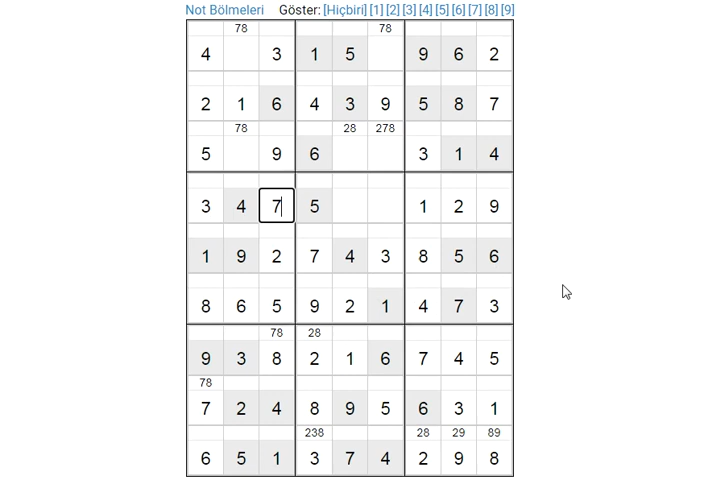 Not Bölmeleri Göster: [Hiçbiri] [1] [2] [3] [4] [5] [6] [7] [8] [9]
78 78
4 3 1 5 9 6 2
2 1 6 4 3 9 5 8 7
78 28 278
5 9 6 3 1 4
3 4 7 5 1 2 9
1 9 2 7 4 3 8 5 6
8 6 5 9 2 1 4 7 3
78 28
9 3 8 2 1 6 7 4 5
78
7 2 4 8 9 5 6 3 1
238 28 29 89
6 5 1 3 7 4 2 9 8